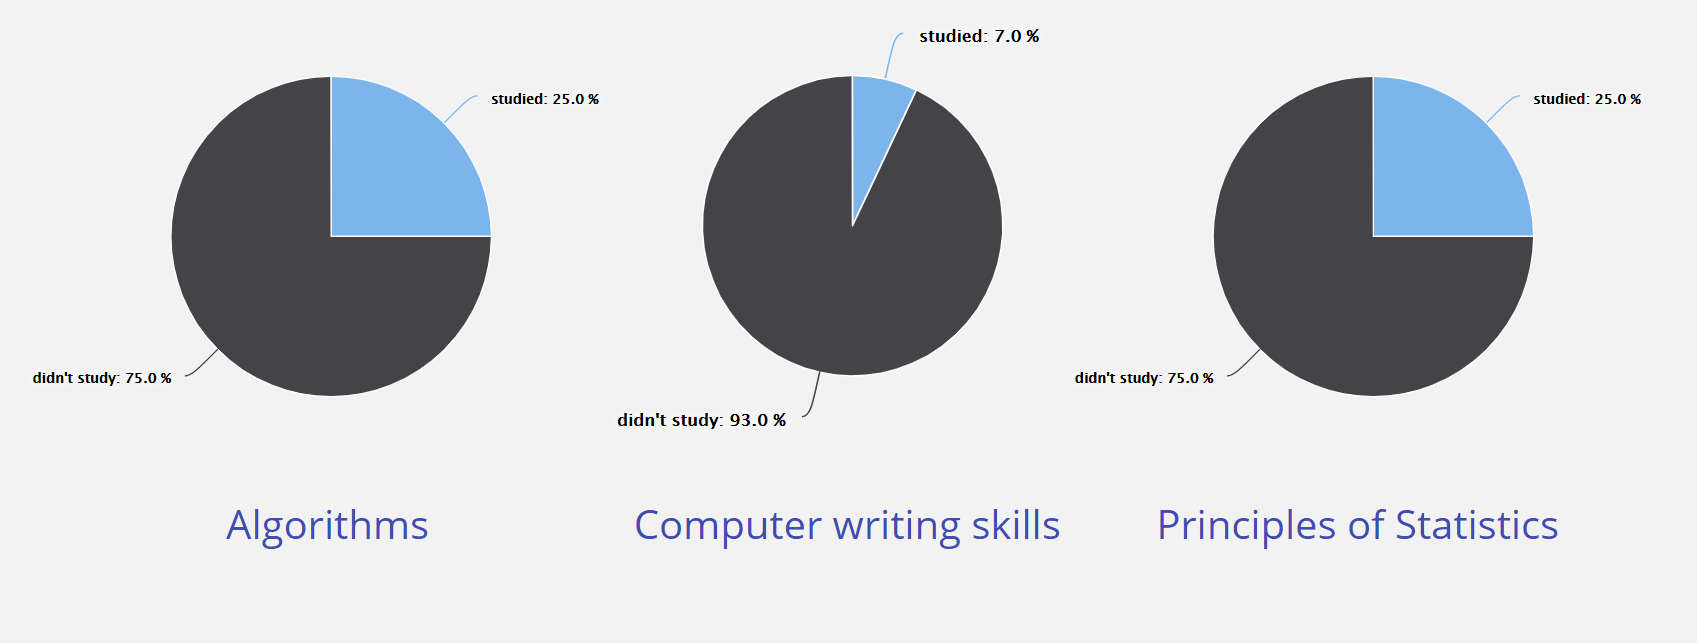 studied: 25.0 %
didn't study: 75.0 %
Algorithms
studied: 7.0 %
didn't study: 93.0 %
Computer writing skills
studied: 25.0 %
didn't study: 75.0 %
Principles of Statistics